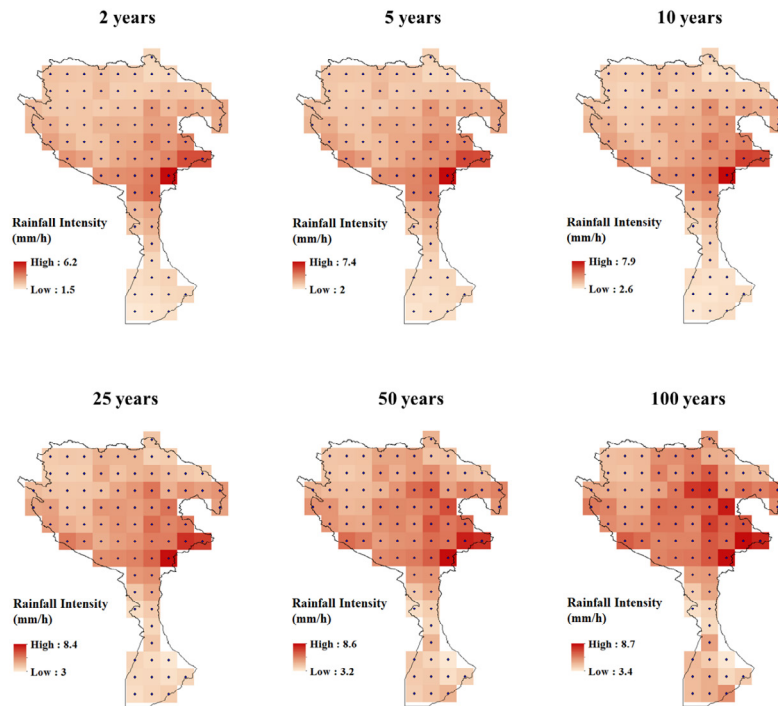 2 years
5 years
10 years
Rainfall Intensity
(mm/h)
High : 6.2
Low : 1.5
Rainfall Intensity
(mm/h)
High : 7.4
Low : 2
Rainfall Intensity
(mm/h)
High : 7.9
Low : 2.6
25 years
50 years
100 years
Rainfall Intensity
(mm/h)
High : 8.4
Low : 3
Rainfall Intensity
(mm/h)
High : 8.6
Low : 3.2
Rainfall Intensity
(mm/h)
High : 8.7
Low : 3.4